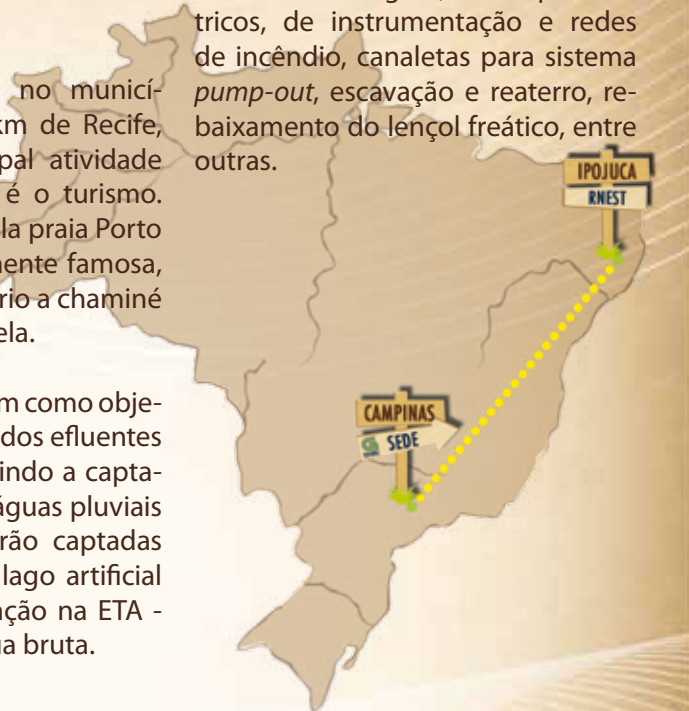 no municí-
km de Recife,
pal atividade
é o turismo.
la praia Porto
mente famosa,
rio a chaminé
ela.
m como obje-
dos efluentes
indo a capta-
águas pluviais
rão captadas
lago artificial
ação na ETA -
ua bruta.
tricos, de instrumentação e redes
de incêndio, canaletas para sistema
pump-out, escavação e reaterro, re-
baixamento do lençol freático, entre
outras.
IPOJUCA
RNEST
CAMPINAS
SEDE